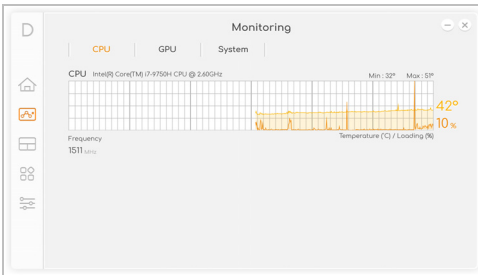 D
Monitoring
CPU GPU System
CPU Intel(R) Core(TM) i7-9750H CPU @ 2.60GHz Min : 32° Max : 51°
42°
10 %
Frequency Temperature (°C) / Loading (%)
1511 MHz